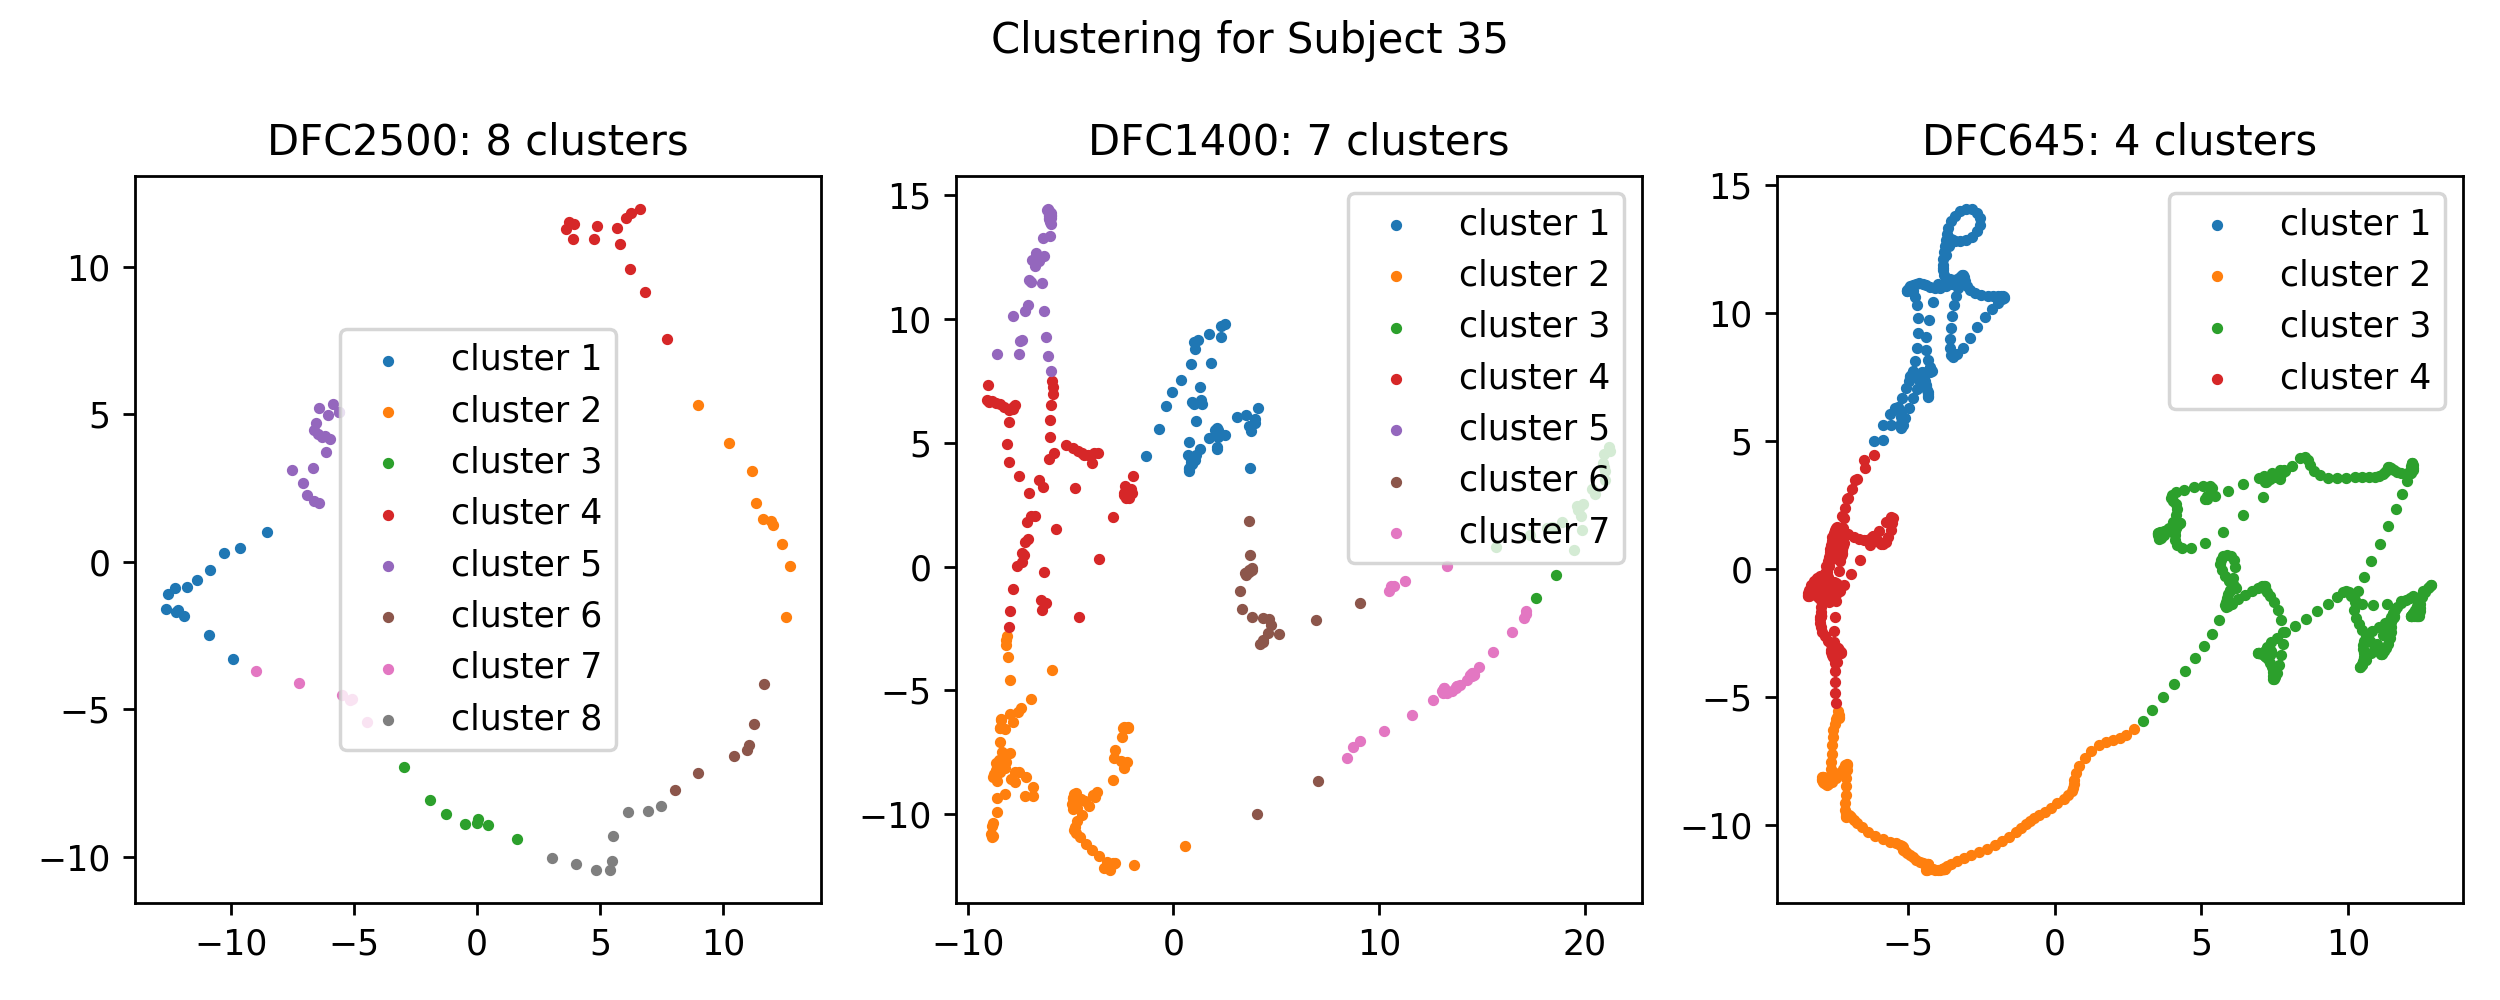 Clustering for Subject 35
DFC2500: 8 clusters
10
5
0
−5
−10
−10
−5
0
5
10
cluster 1
cluster 2
cluster 3
cluster 4
cluster 5
cluster 6
cluster 7
cluster 8
DFC1400: 7 clusters
15
10
5
0
−5
−10
−10
0
10
20
cluster 1
cluster 2
cluster 3
cluster 4
cluster 5
cluster 6
cluster 7
DFC645: 4 clusters
15
10
5
0
−5
−10
−5
0
5
10
cluster 1
cluster 2
cluster 3
cluster 4